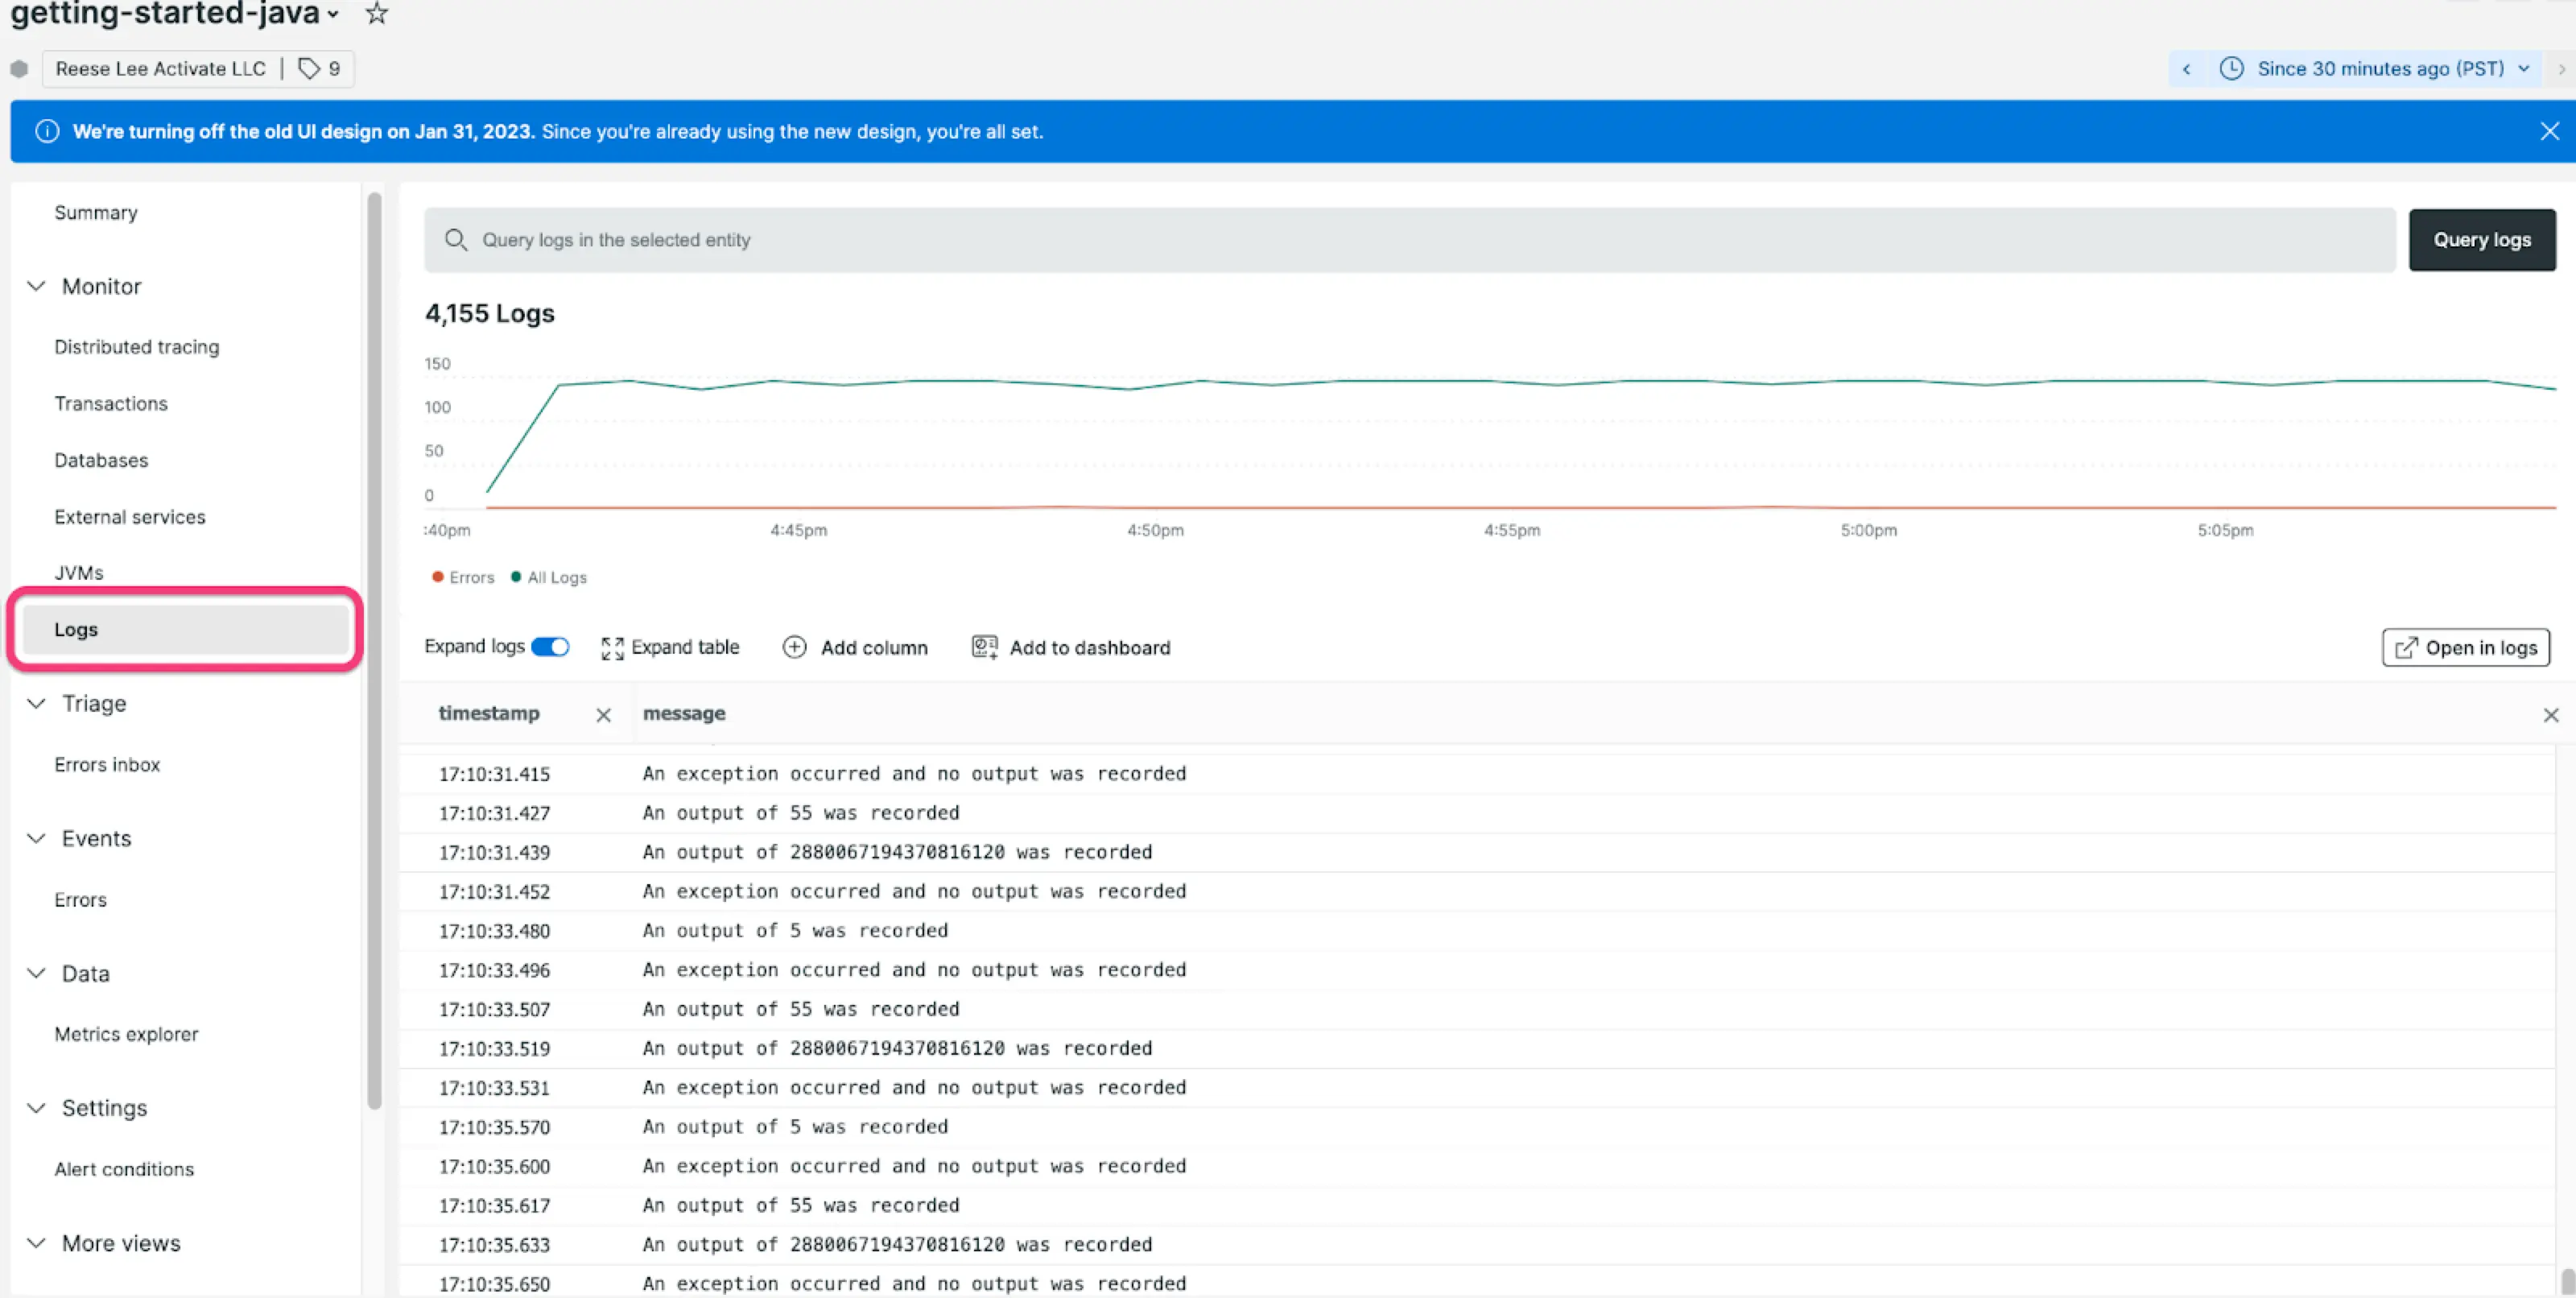 getting-started-java
Reese Lee Activate LLC | 9
Since 30 minutes ago (PST)
We're turning off the old UI design on Jan 31, 2023. Since you're already using the new design, you're all set.
Summary
Monitor
Distributed tracing
Transactions
Databases
External services
JVMs
Logs
Triage
Errors inbox
Events
Errors
Data
Metrics explorer
Settings
Alert conditions
More views
Query logs in the selected entity
Query logs
4,155 Logs
150
100
50
0
:40pm 4:45pm 4:50pm 4:55pm 5:00pm 5:05pm
Errors All Logs
Expand logs Expand table Add column Add to dashboard Open in logs
timestamp message
17:10:31.415 An exception occurred and no output was recorded
17:10:31.427 An output of 55 was recorded
17:10:31.439 An output of 2880067194370816120 was recorded
17:10:31.452 An exception occurred and no output was recorded
17:10:33.480 An output of 5 was recorded
17:10:33.496 An exception occurred and no output was recorded
17:10:33.507 An output of 55 was recorded
17:10:33.519 An output of 2880067194370816120 was recorded
17:10:33.531 An exception occurred and no output was recorded
17:10:35.570 An output of 5 was recorded
17:10:35.600 An exception occurred and no output was recorded
17:10:35.617 An output of 55 was recorded
17:10:35.633 An output of 2880067194370816120 was recorded
17:10:35.650 An exception occurred and no output was recorded